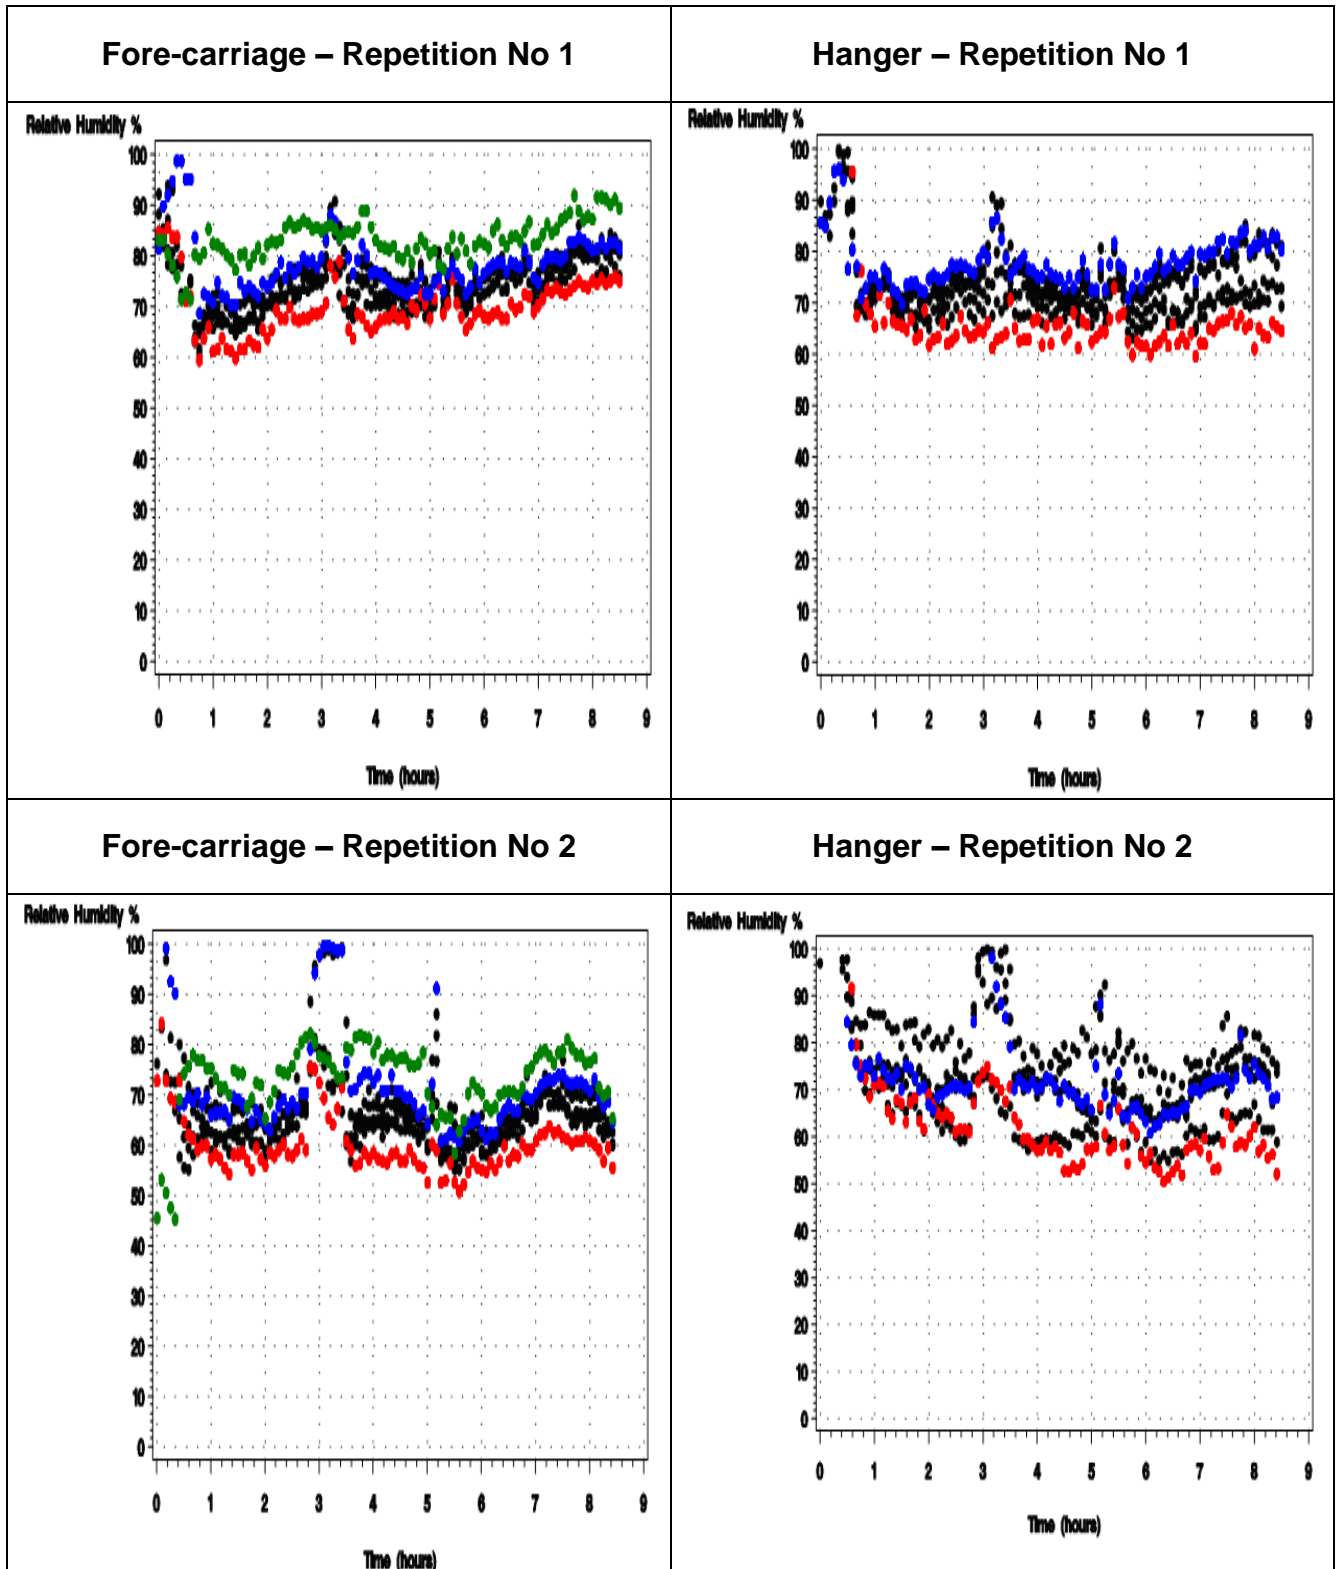 Fore-carriage – Repetition No 1
Hanger – Repetition No 1
Relative Humidity %
100
90
80
70
60
50
40
30
20
10
0
0 1 2 3 4 5 6 7 8 9
Time (hours)
Relative Humidity %
100
90
80
70
60
50
40
30
20
10
0
0 1 2 3 4 5 6 7 8 9
Time (hours)
Fore-carriage – Repetition No 2
Hanger – Repetition No 2
Relative Humidity %
100
90
80
70
60
50
40
30
20
10
0
0 1 2 3 4 5 6 7 8 9
Time (hours)
Relative Humidity %
100
90
80
70
60
50
40
30
20
10
0
0 1 2 3 4 5 6 7 8 9
Time (hours)